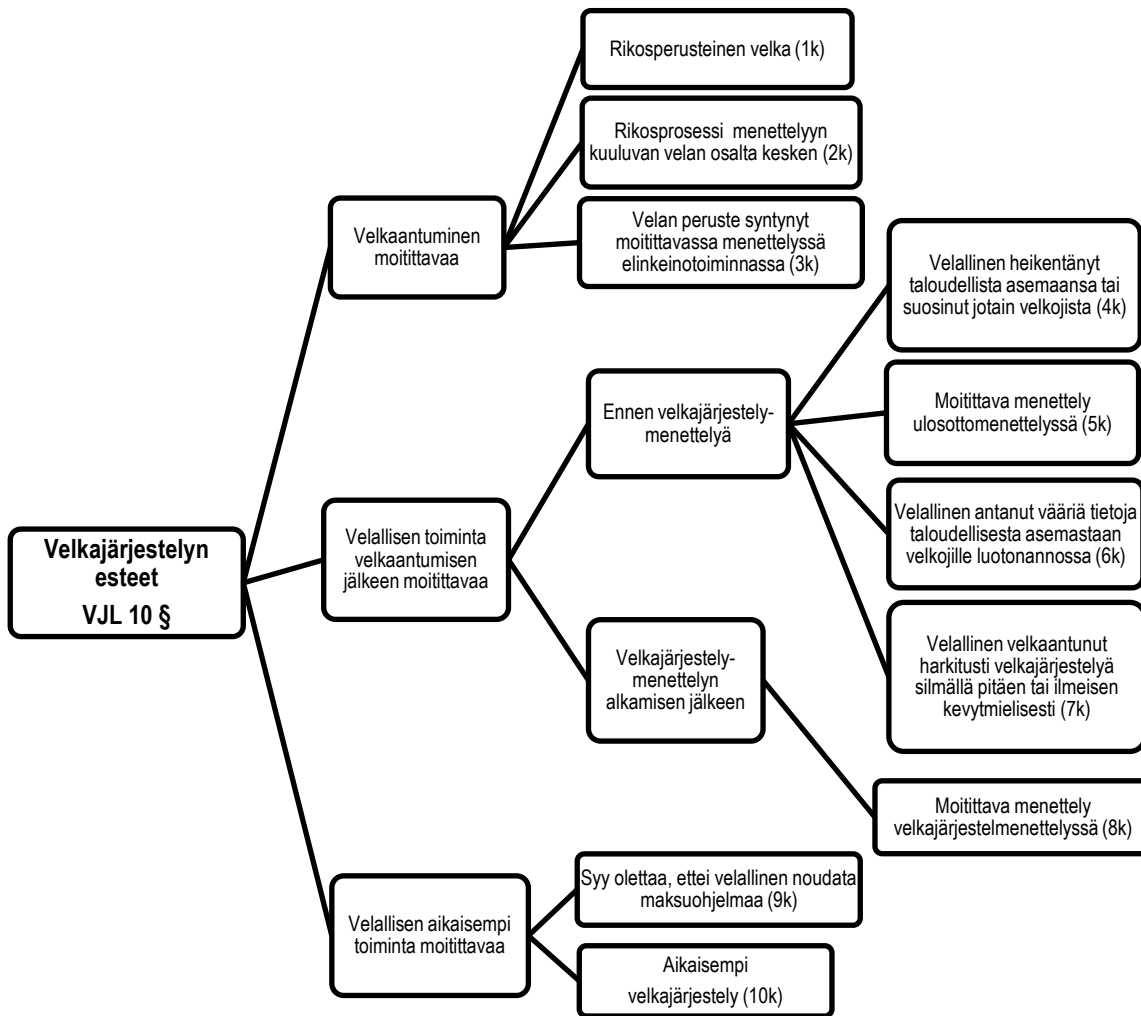 Velkajärjestelyn
esteet
VJL 10 §
Velkaantuminen
moitittavaa
Rikosperusteinen velka (1k)
Rikosprosessi menettelyyn
kuuluvan velan osalta kesken (2k)
Velan peruste syntynyt
moitittavassa menettelyssä
elinkeinotoiminnassa (3k)
Velallisen toiminta
velkaantumisen
jälkeen moitittavaa
Ennen velkajärjestely-
menettelyä
Velallinen heikentänyt
taloudellista asemaansa tai
suosinut jotain velkojista (4k)
Moitittava menettely
ulosottomenettelyssä (5k)
Velallinen antanut vääriä tietoja
taloudellisesta asemastaan
velkojille luotonannossa (6k)
Velallinen velkaantunut
harkitusti velkajärjestelyä
silmällä pitäen tai ilmeisen
kevytmielisesti (7k)
Velkajärjestely-
menettelyn
alkamisen jälkeen
Moitittava menettely
velkajärjestelmenettelyssä (8k)
Velallisen aikaisempi
toiminta moitittavaa
Syy olettaa, ettei velallinen noudata
maksuohjelmaa (9k)
Aikaisempi
velkajärjestely (10k)